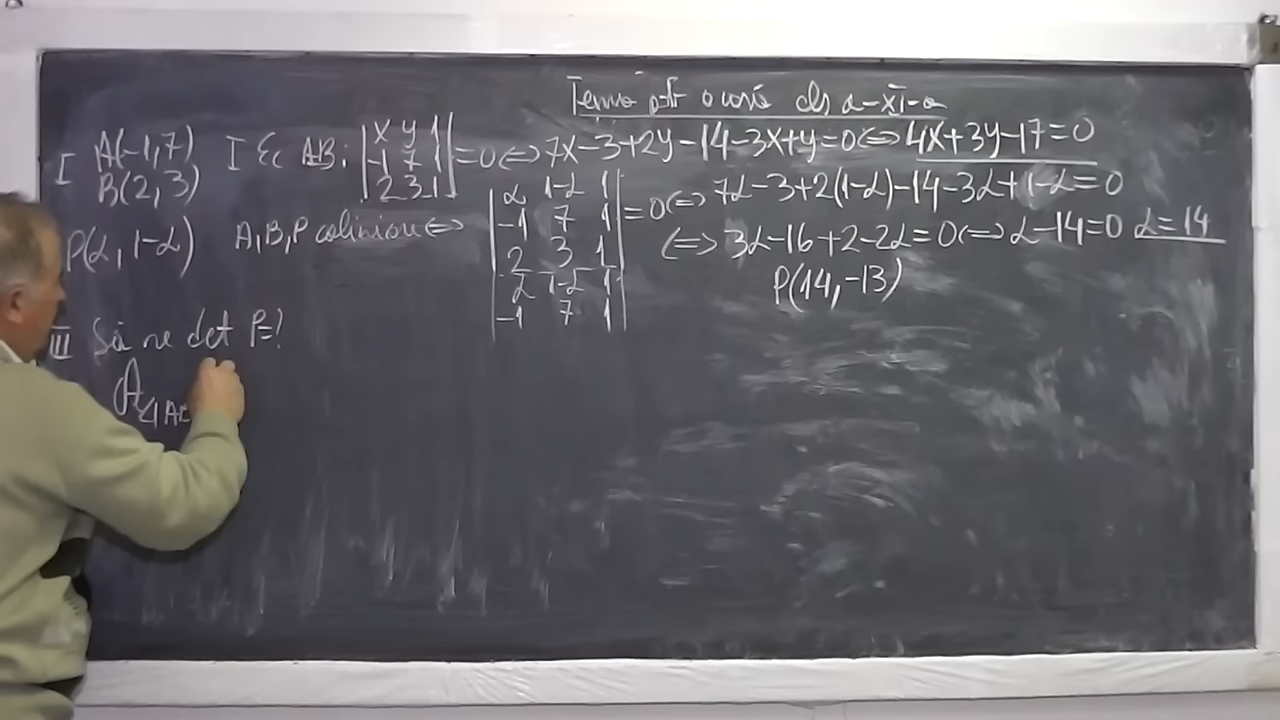 Temă pt acasă cls a-XI-a
I A(-1,7) I Ec AB: |x y 1| = 0 ⇔ 7x-3+2y-14-3x+y=0 ⇔ 4x+3y-17=0
B(2,3) |-1 7 1|
|2 3 1|
P(α,1-α) A,B,P coliniare ⇔ |α 1-α 1| = 0 ⇔ 7α-3+2(1-α)-14-3α+1-α=0
|-1 7 1| ⇔ 3α-16+2-2α=0 ⇔ α-14=0 α=14
|2 3 1|
|α 1-α 1| P(14,-13)
|-1 7 1|
III Să se det P=?